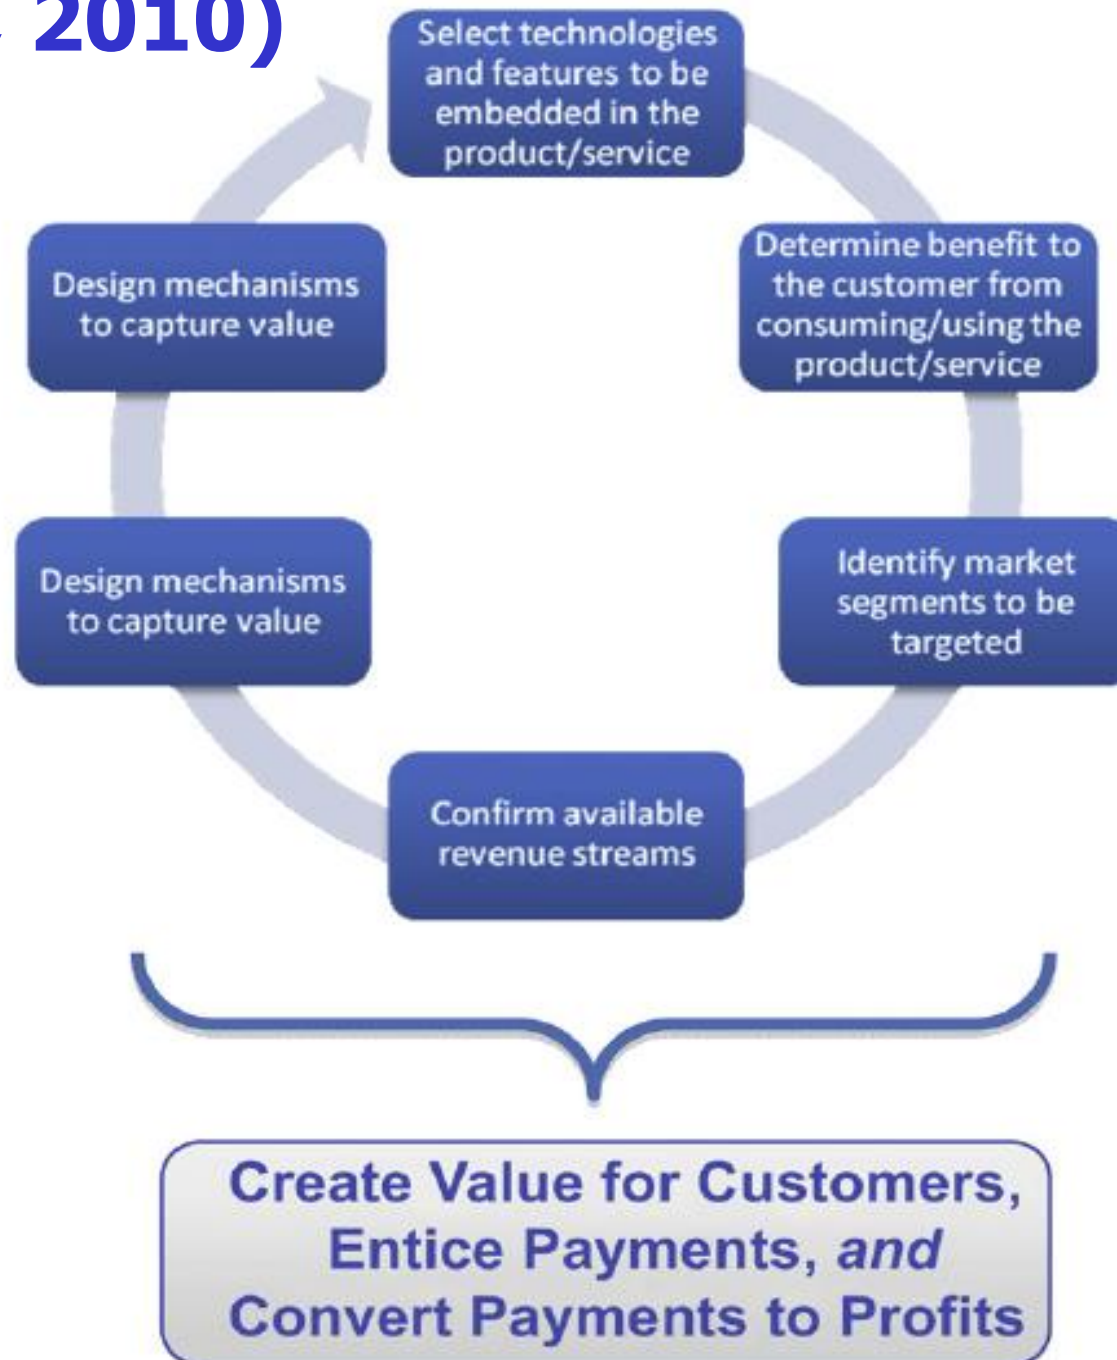 2010)
Select technologies
and features to be
embedded in the
product/service
Determine benefit to
the customer from
consuming/using the
product/service
Identify market
segments to be
targeted
Confirm available
revenue streams
Design mechanisms
to capture value
Design mechanisms
to capture value
Create Value for Customers,
Entice Payments, and
Convert Payments to Profits